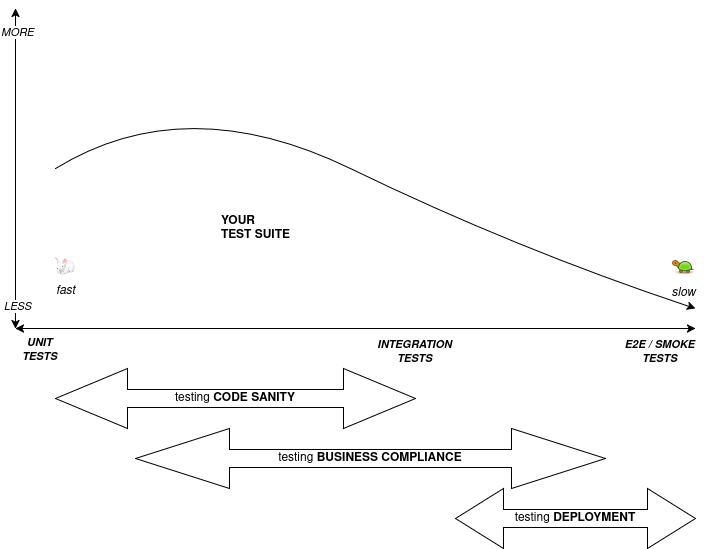 MORE
YOUR
TEST SUITE
fast
slow
LESS
UNIT
TESTS
INTEGRATION
TESTS
E2E / SMOKE
TESTS
testing CODE SANITY
testing BUSINESS COMPLIANCE
testing DEPLOYMENT